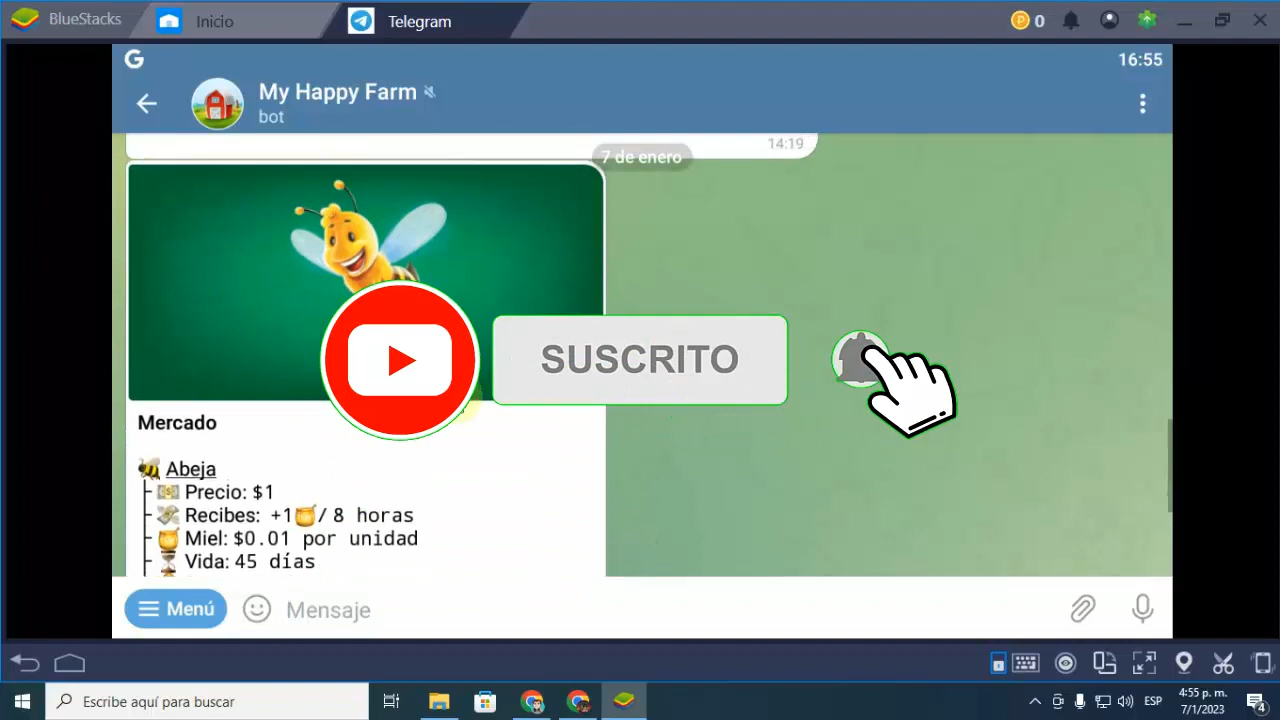 BlueStacks
Inicio
Telegram
0
16:55
My Happy Farm
bot
14:19
7 de enero
SUSCRITO
Mercado
Abeja
Precio: $1
Recibes: +1 / 8 horas
Miel: $0.01 por unidad
Vida: 45 días
Menú
Mensaje
Escribe aquí para buscar
ESP
4:55 p. m.
7/1/2023
4